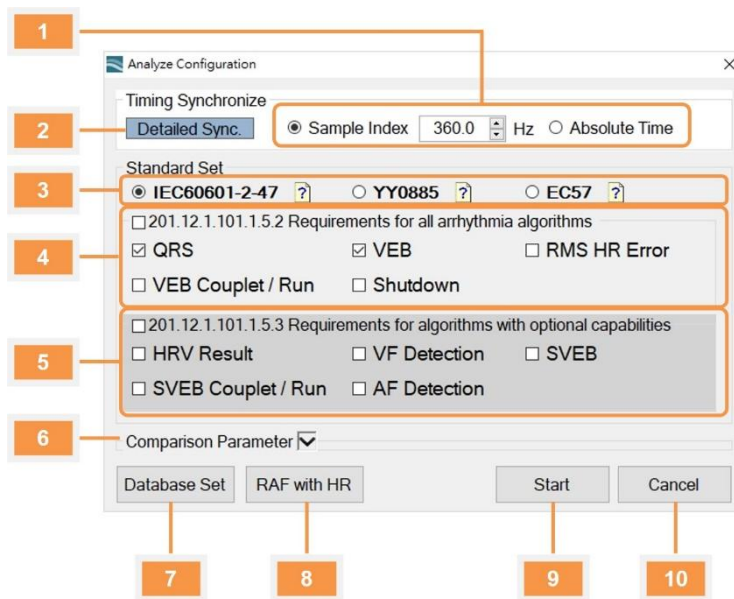 1
Analyze Configuration
Timing Synchronize
2
Detailed Sync.
Sample Index 360.0 Hz Absolute Time
Standard Set
3
IEC60601-2-47 ? YY0885 ? EC57 ?
201.12.1.101.1.5.2 Requirements for all arrhythmia algorithms
4
QRS VEB RMS HR Error
VEB Couplet / Run Shutdown
201.12.1.101.1.5.3 Requirements for algorithms with optional capabilities
5
HRV Result VF Detection SVEB
SVEB Couplet / Run AF Detection
6
Comparison Parameter
Database Set RAF with HR Start Cancel
7 8 9 10